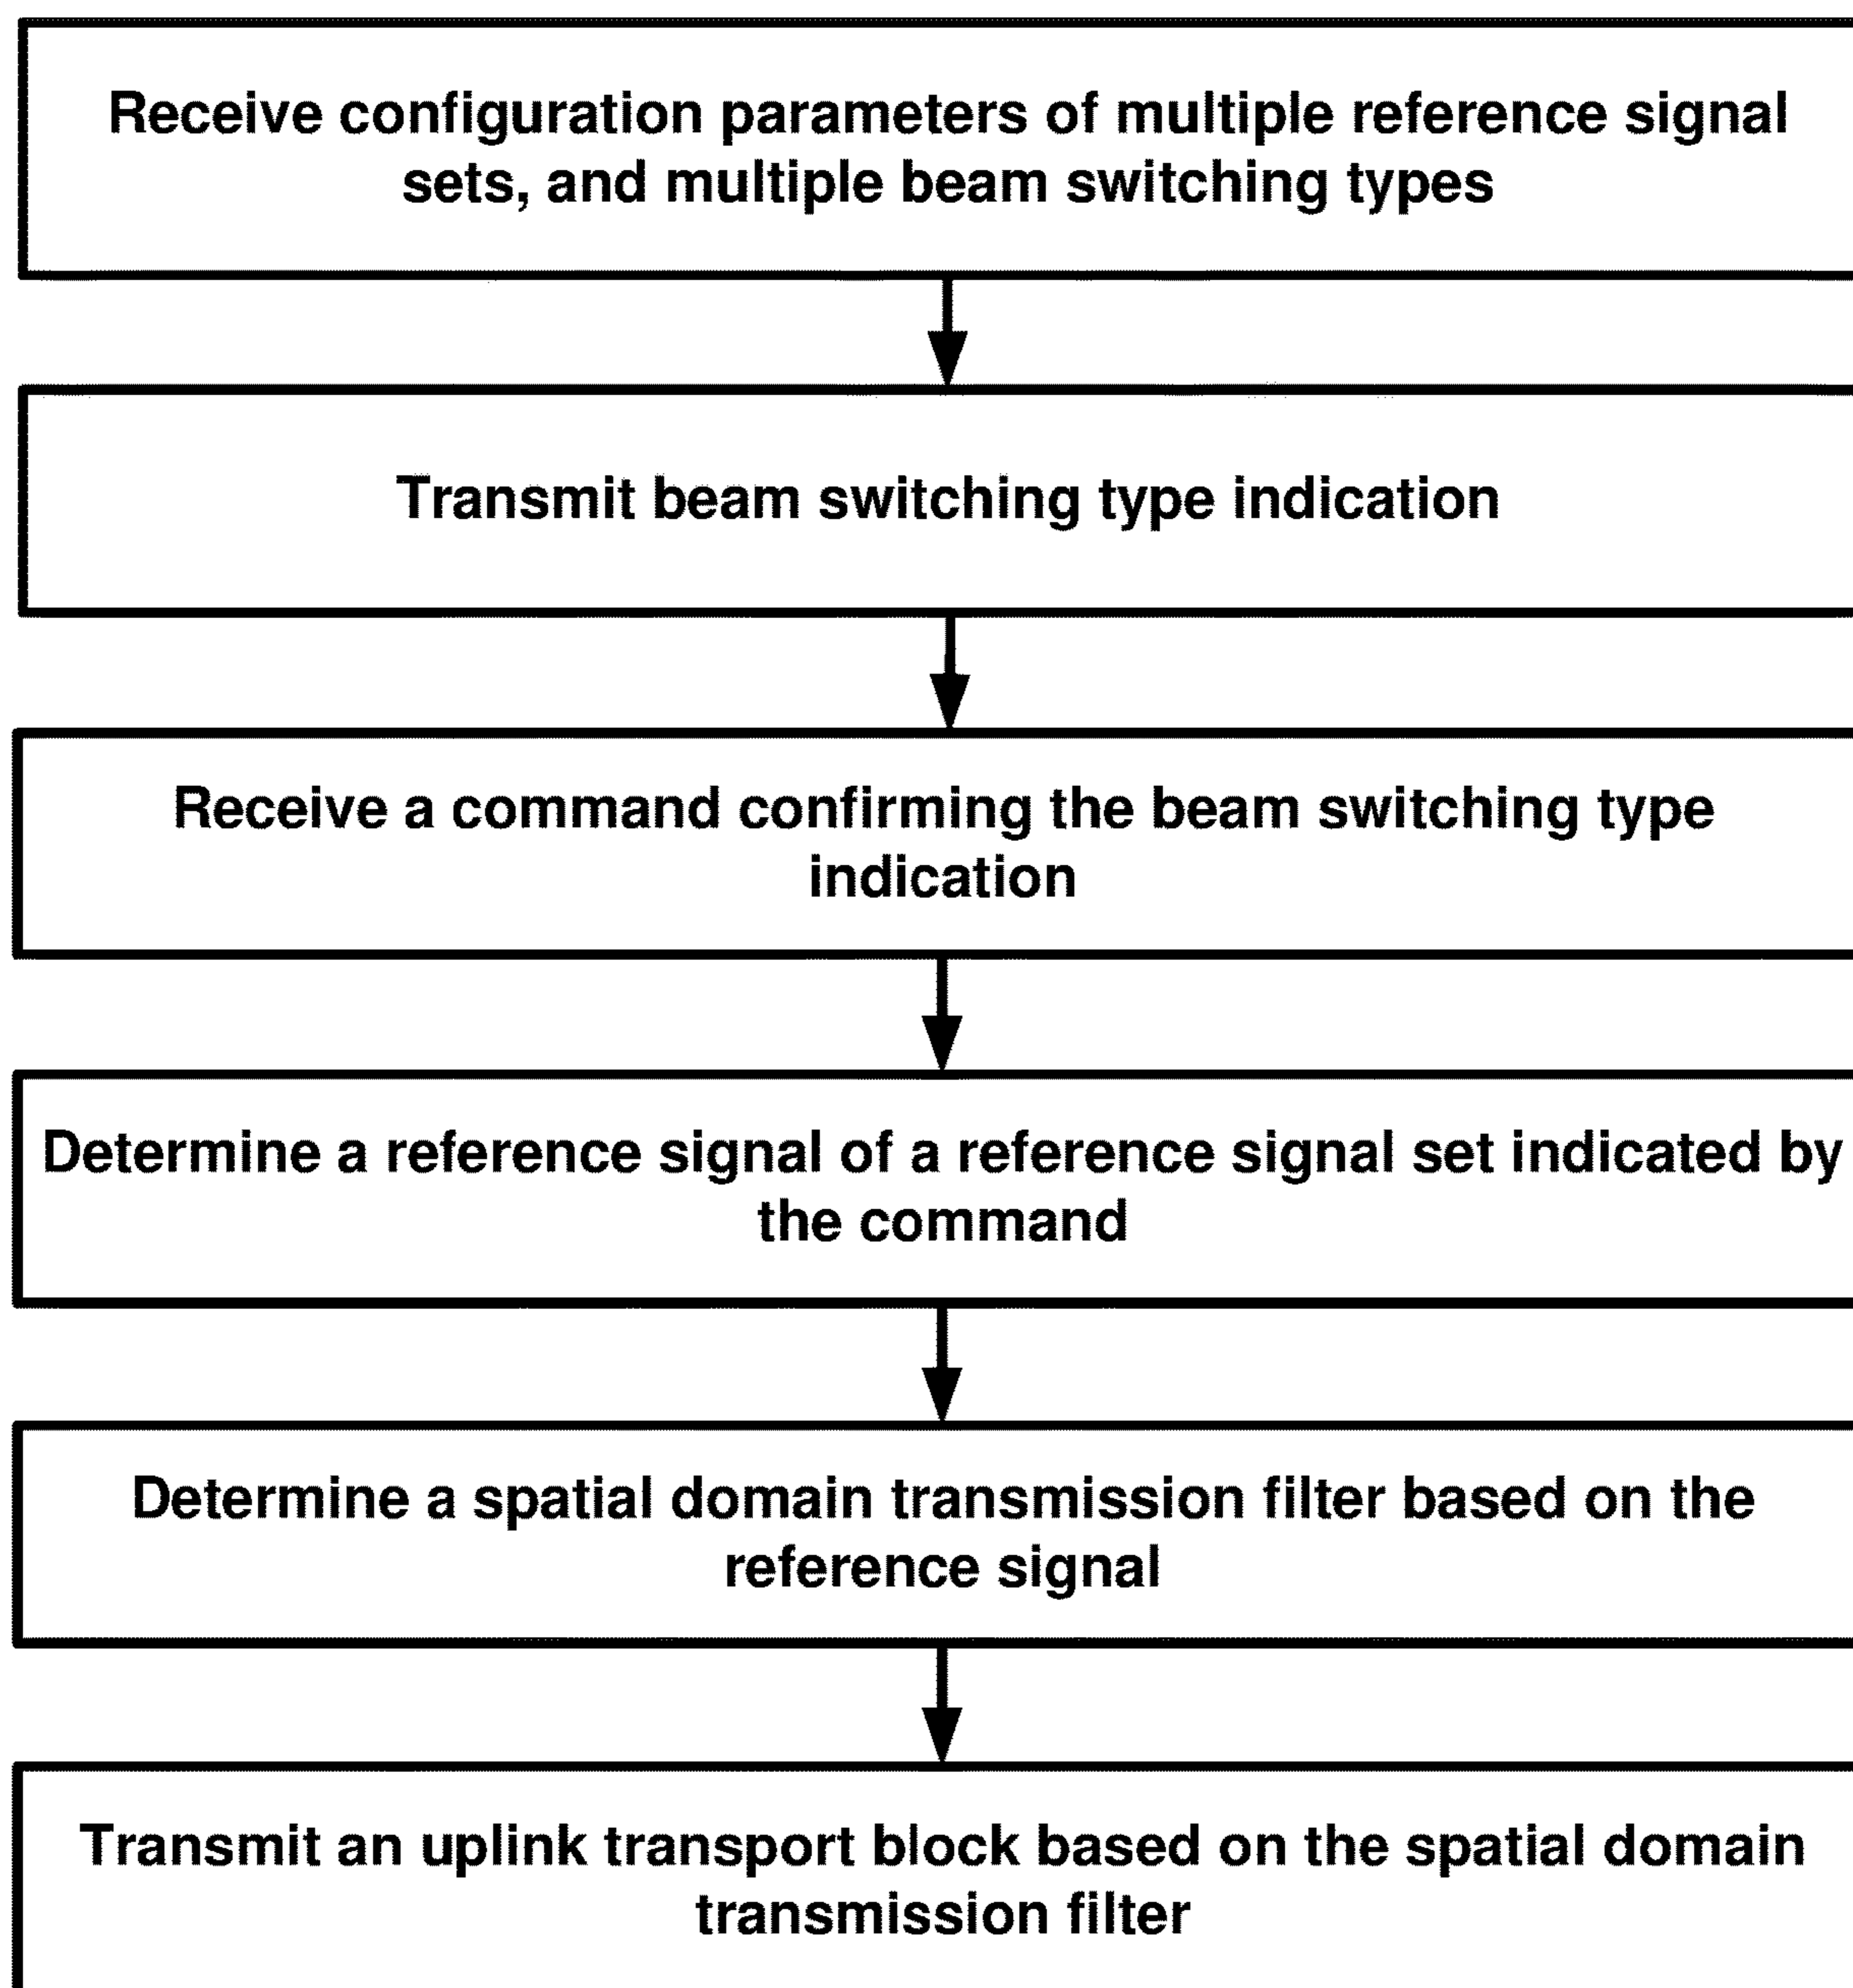 Receive configuration parameters of multiple reference signal
sets, and multiple beam switching types
Transmit beam switching type indication
Receive a command confirming the beam switching type
indication
Determine a reference signal of a reference signal set indicated by
the command
Determine a spatial domain transmission filter based on the
reference signal
Transmit an uplink transport block based on the spatial domain
transmission filter